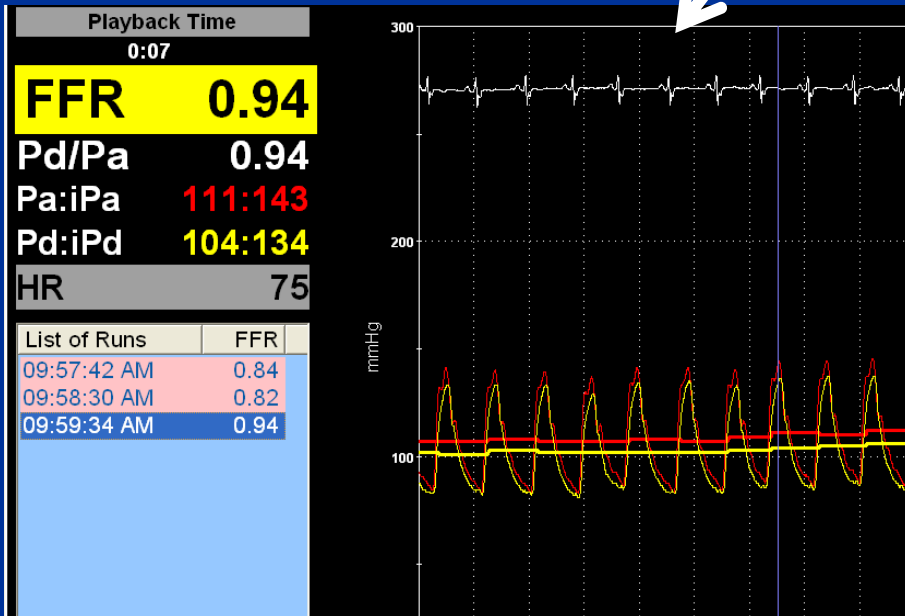 Playback Time
0:07
FFR 0.94
Pd/Pa 0.94
Pa:iPa 111:143
Pd:iPd 104:134
HR 75
List of Runs FFR
09:57:42 AM 0.84
09:58:30 AM 0.82
09:59:34 AM 0.94
300
200
mmHg
100